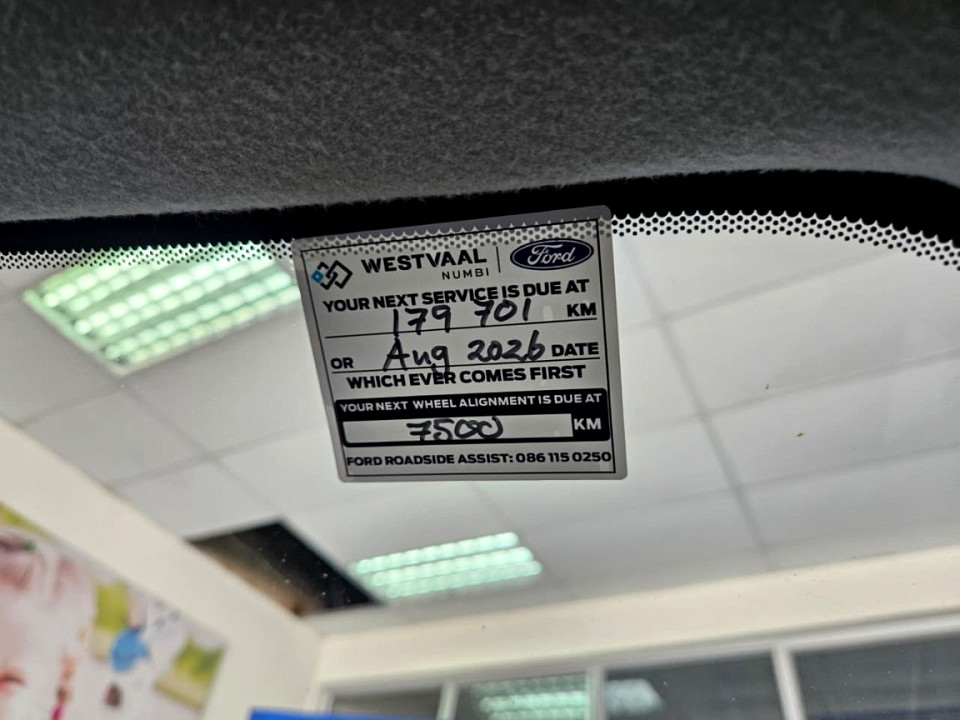 WESTVAAL
NUMBI
Ford
YOUR NEXT SERVICE IS DUE AT
179 701 KM
OR Aug 2026 DATE
WHICH EVER COMES FIRST
YOUR NEXT WHEEL ALIGNMENT IS DUE AT
7500 KM
FORD ROADSIDE ASSIST: 086 115 0250